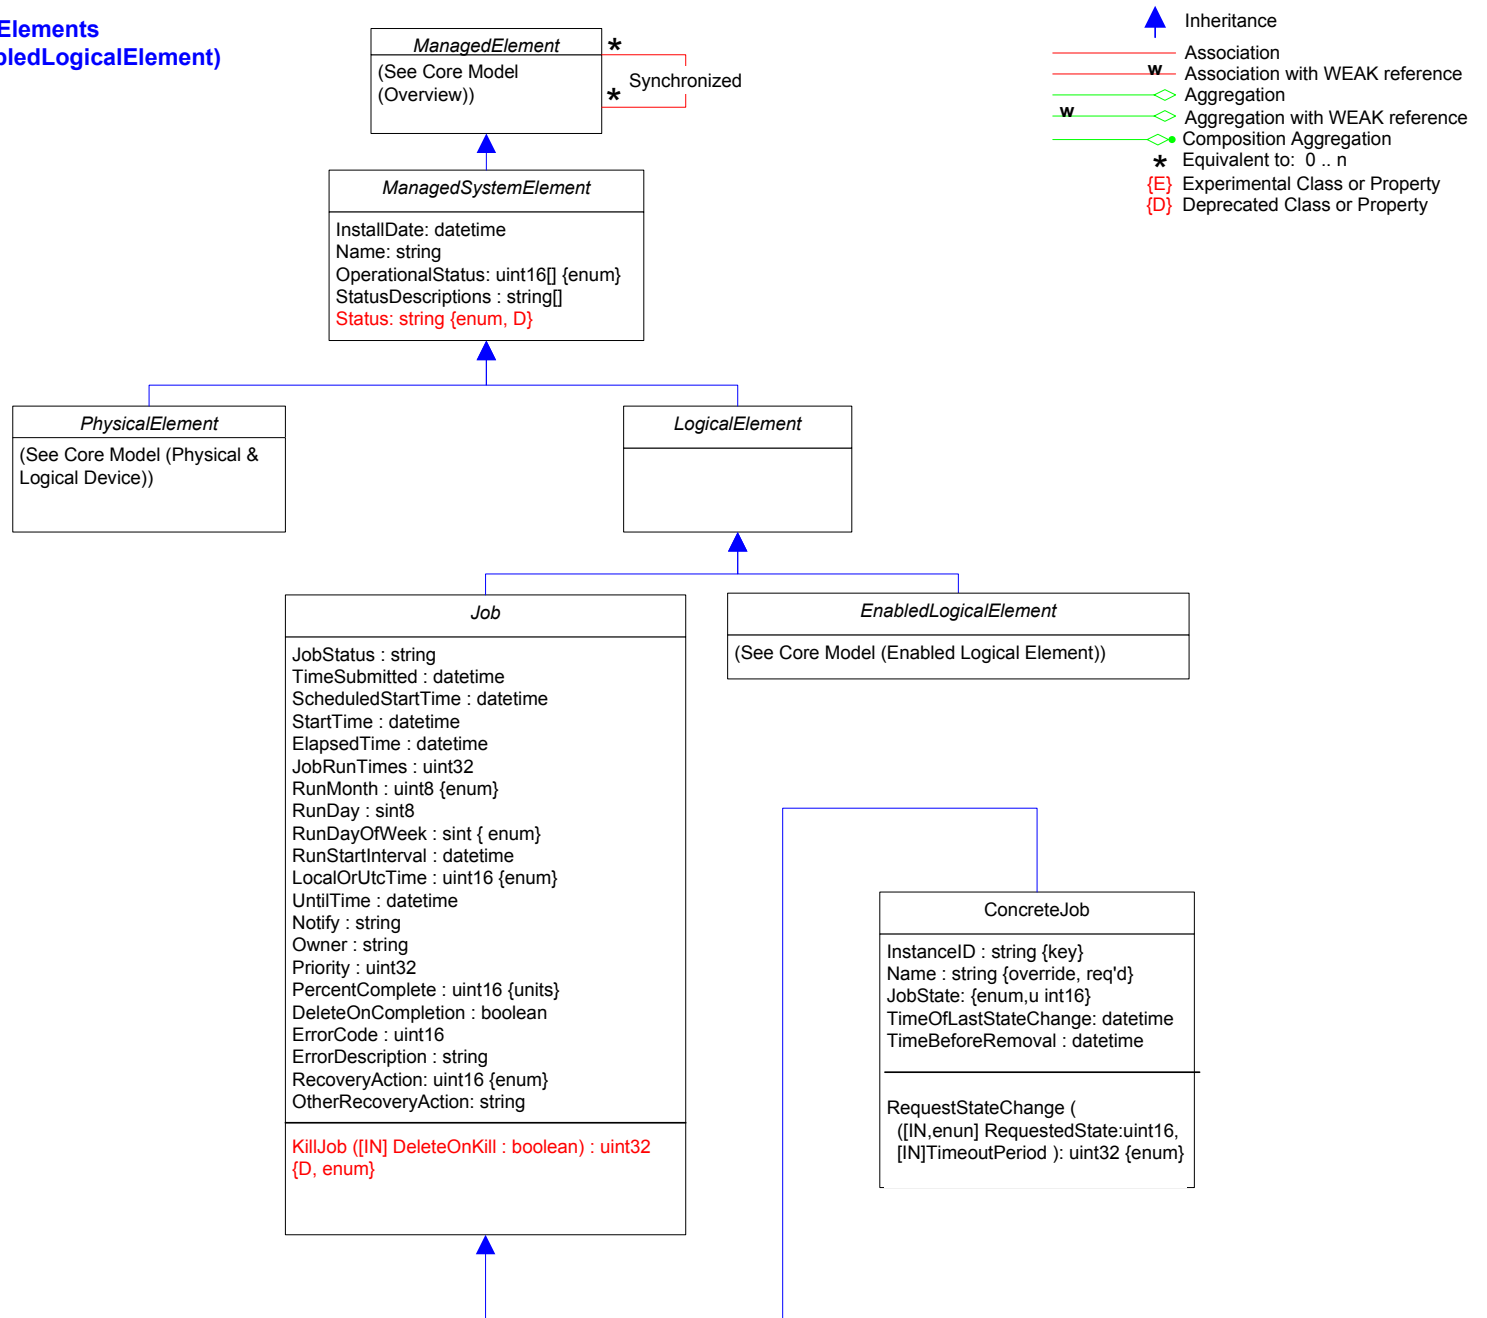 Elements
bledLogicalElement)
Inheritance
Association
w Association with WEAK reference
Aggregation
w Aggregation with WEAK reference
Composition Aggregation
* Equivalent to: 0 .. n
{E} Experimental Class or Property
{D} Deprecated Class or Property
ManagedElement
*
(See Core Model
(Overview))
Synchronized
*
ManagedSystemElement
InstallDate: datetime
Name: string
OperationalStatus: uint16[] {enum}
StatusDescriptions : string[]
Status: string {enum, D}
PhysicalElement
(See Core Model (Physical &
Logical Device))
LogicalElement
Job
JobStatus : string
TimeSubmitted : datetime
ScheduledStartTime : datetime
StartTime : datetime
ElapsedTime : datetime
JobRunTimes : uint32
RunMonth : uint8 {enum}
RunDay : sint8
RunDayOfWeek : sint { enum}
RunStartInterval : datetime
LocalOrUtcTime : uint16 {enum}
UntilTime : datetime
Notify : string
Owner : string
Priority : uint32
PercentComplete : uint16 {units}
DeleteOnCompletion : boolean
ErrorCode : uint16
ErrorDescription : string
RecoveryAction: uint16 {enum}
OtherRecoveryAction: string
KillJob ([IN] DeleteOnKill : boolean) : uint32
{D, enum}
EnabledLogicalElement
(See Core Model (Enabled Logical Element))
ConcreteJob
InstanceID : string {key}
Name : string {override, req'd}
JobState: {enum,u int16}
TimeOfLastStateChange: datetime
TimeBeforeRemoval : datetime
RequestStateChange (
([IN,enun] RequestedState:uint16,
[IN]TimeoutPeriod ): uint32 {enum}